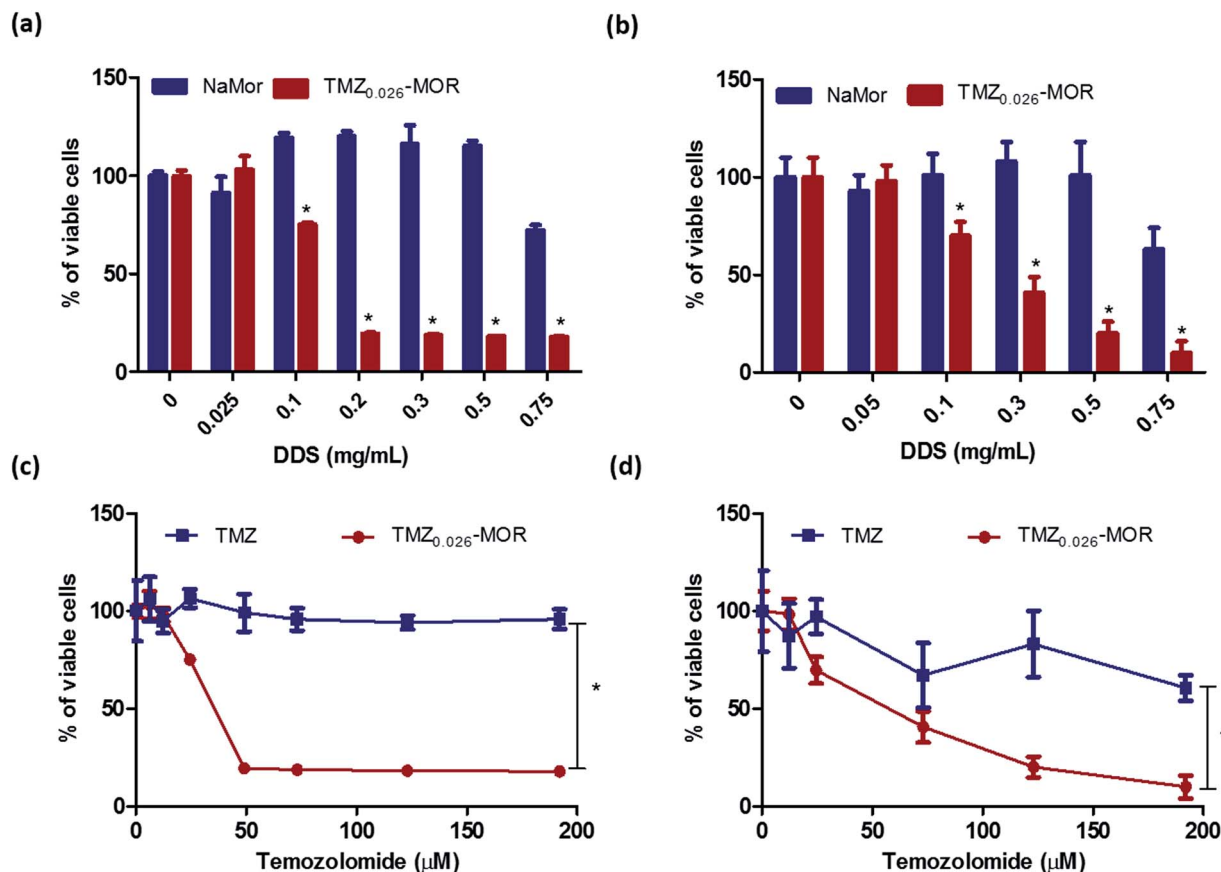 (a)
NaMor TMZ0.026-MOR
% of viable cells
150
100
50
0
* * * * *
0 0.025 0.1 0.2 0.3 0.5 0.75
DDS (mg/mL)
(b)
NaMor TMZ0.026-MOR
% of viable cells
150
100
50
0
* * * *
0 0.05 0.1 0.3 0.5 0.75
DDS (mg/mL)
(c)
TMZ TMZ0.026-MOR
% of viable cells
150
100
50
0
*
0 50 100 150 200
Temozolomide (μM)
(d)
TMZ TMZ0.026-MOR
% of viable cells
150
100
50
0
0 50 100 150 200
Temozolomide (μM)